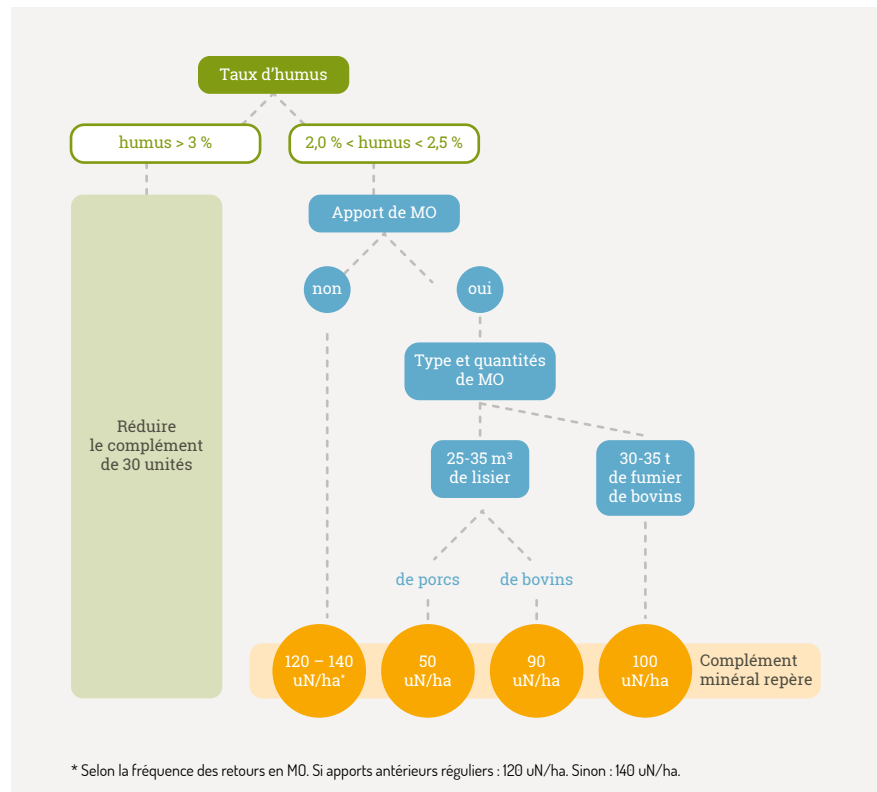 Taux d'humus
humus > 3 %
2,0 % < humus < 2,5 %
Apport de MO
non
oui
Type et quantités
de MO
Réduire
le complément
de 30 unités
25-35 m³
de lisier
30-35 t
de fumier
de bovins
de porcs
de bovins
120 – 140
uN/ha*
50
uN/ha
90
uN/ha
100
uN/ha
Complément
minéral repère
* Selon la fréquence des retours en MO. Si apports antérieurs réguliers : 120 uN/ha. Sinon : 140 uN/ha.